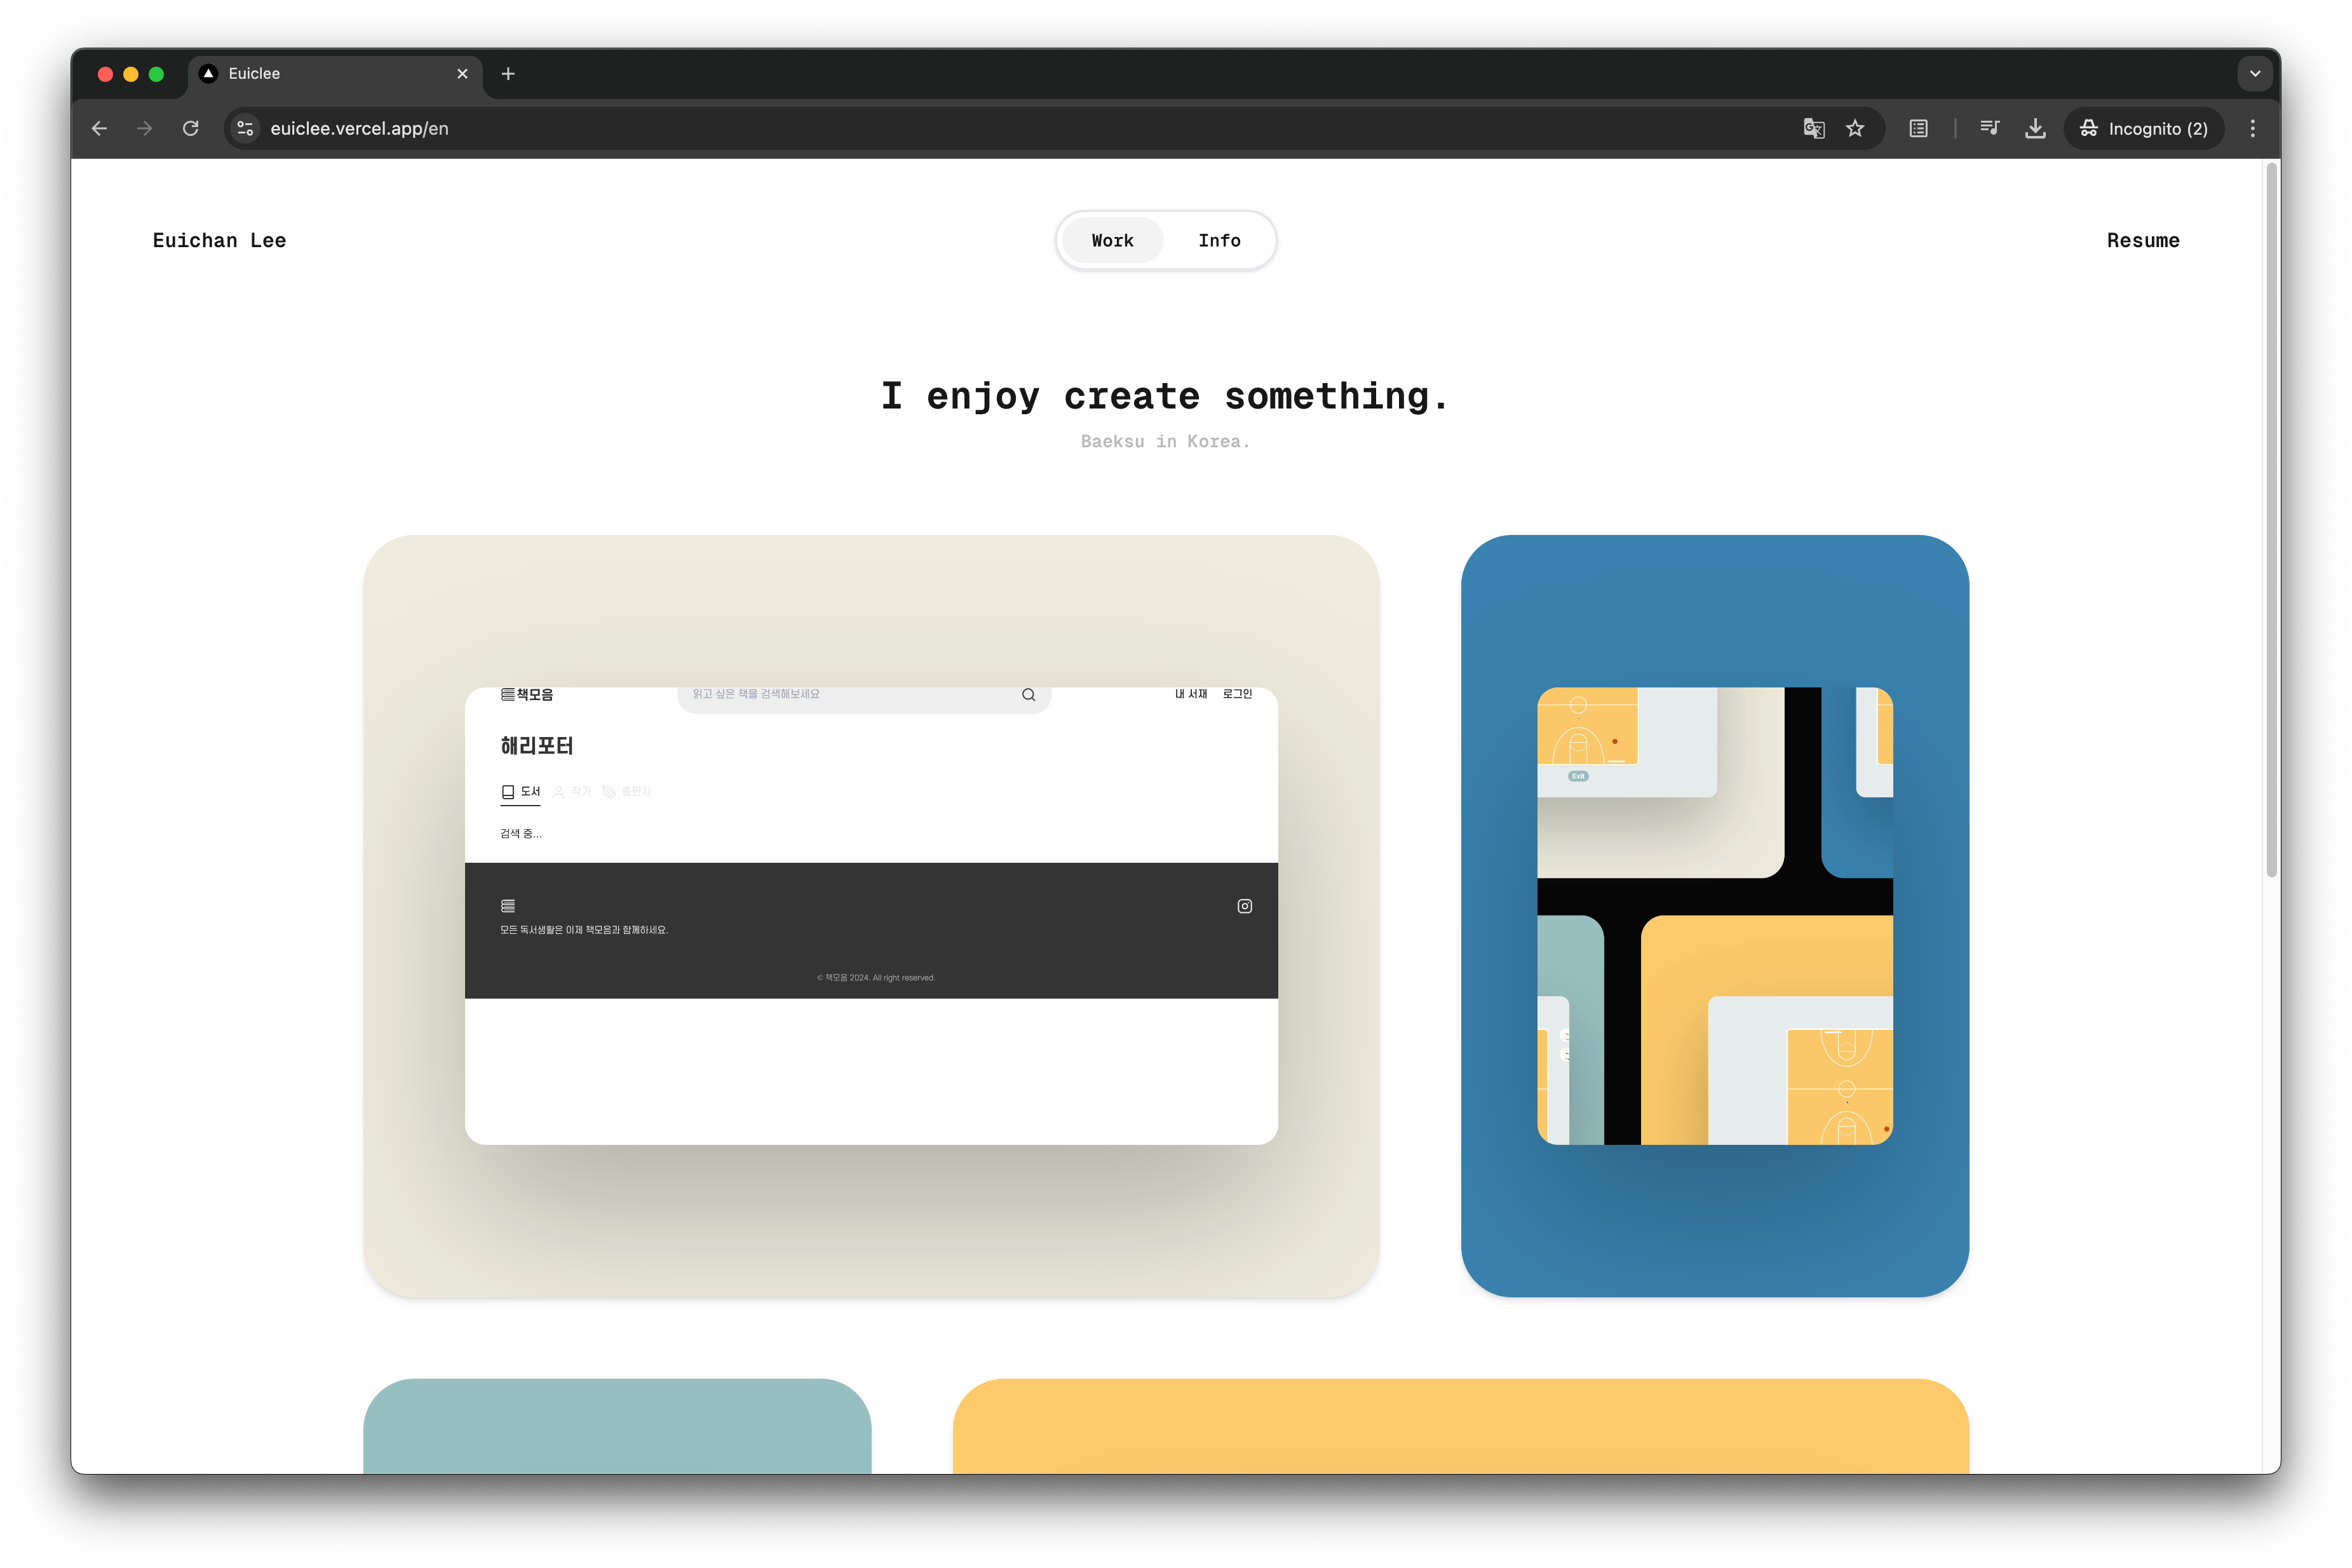 Euiclee
euiclee.vercel.app/en
Incognito (2)
Euichan Lee
Work
Info
Resume
I enjoy create something.
Baeksu in Korea.
책모음
읽고 싶은 책을 검색해보세요
내 서재
로그인
해리포터
도서
작가
출판사
검색 중...
모든 독서생활은 이제 책모음과 함께하세요.
© 책모음 2024. All right reserved.
Exit